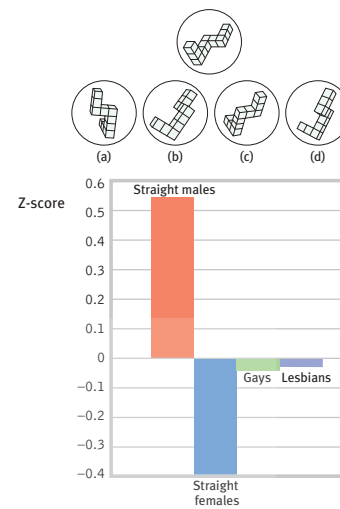 (a) (b) (c) (d)
Z-score
0.6
Straight males
0.5
0.4
0.3
0.2
0.1
0
Gays Lesbians
−0.1
−0.2
−0.3
−0.4
Straight
females